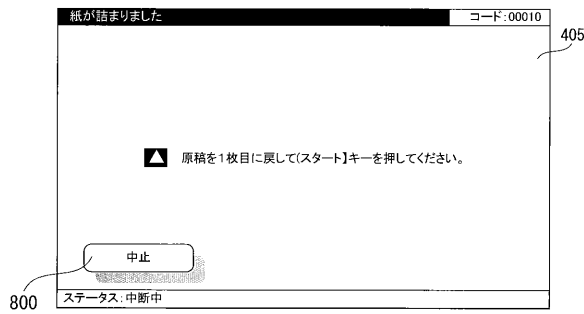 紙が詰まりました
コード:00010
405
原稿を1枚目に戻して(スタート】キーを押してください。
中止
800
ステータス:中断中